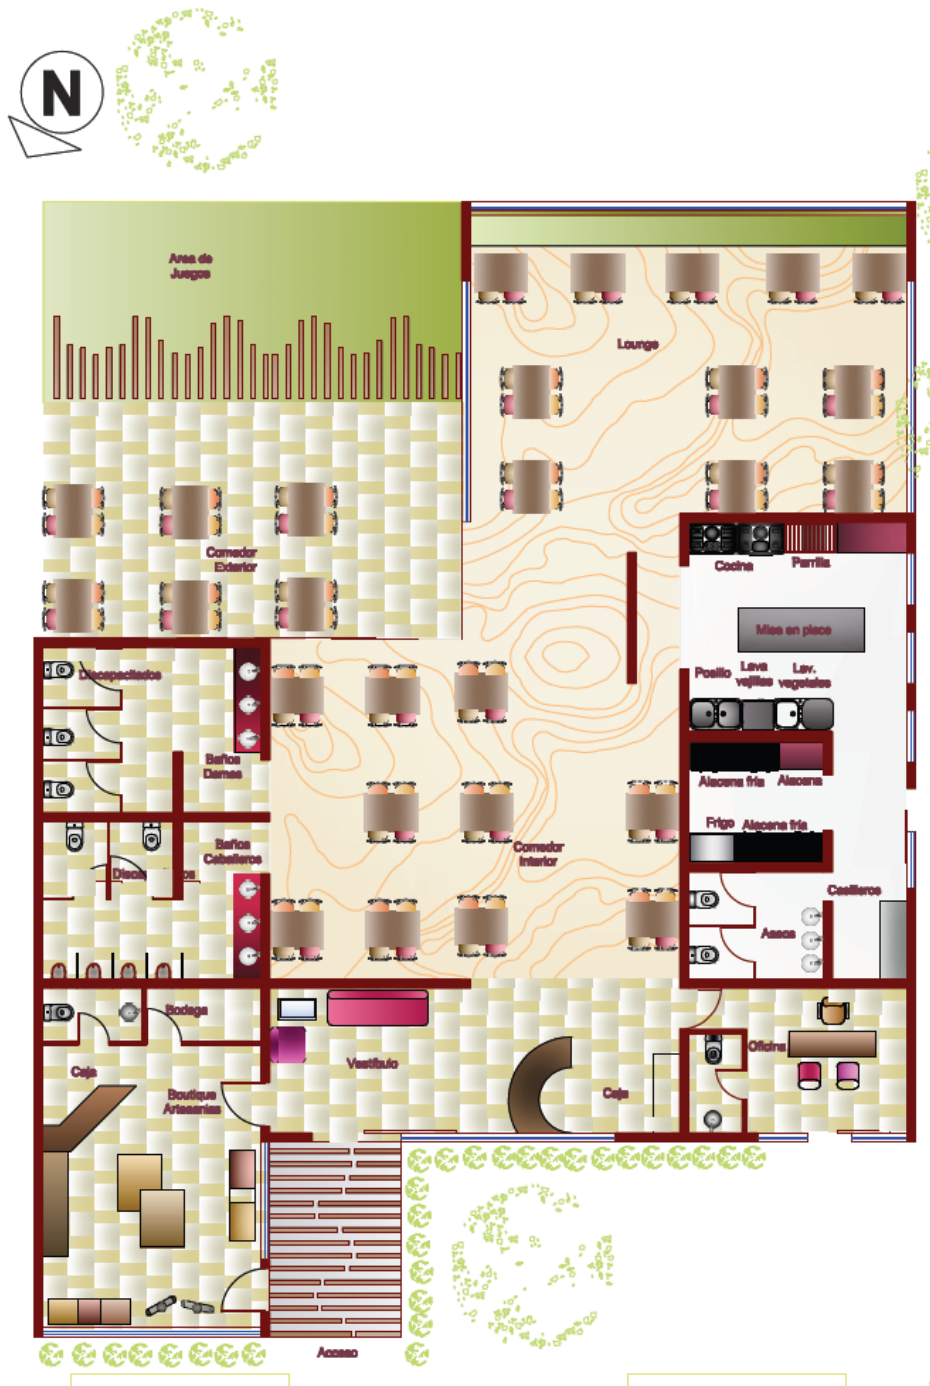 N
Area de
Juegos
Lounge
Comedor
Exterior
Cocina
Parrilla
Mise en place
Posillo
Lava
vajillas
Lav.
vegetales
Discapacitados
Baños
Damas
Alacena fria
Alacena
Frigo
Alacena fria
Baños
Caballeros
Comedor
Interior
Casilleros
Aseos
Bodega
Vestíbulo
Oficina
Caja
Boutique
Artesanias
Caja
Acceso